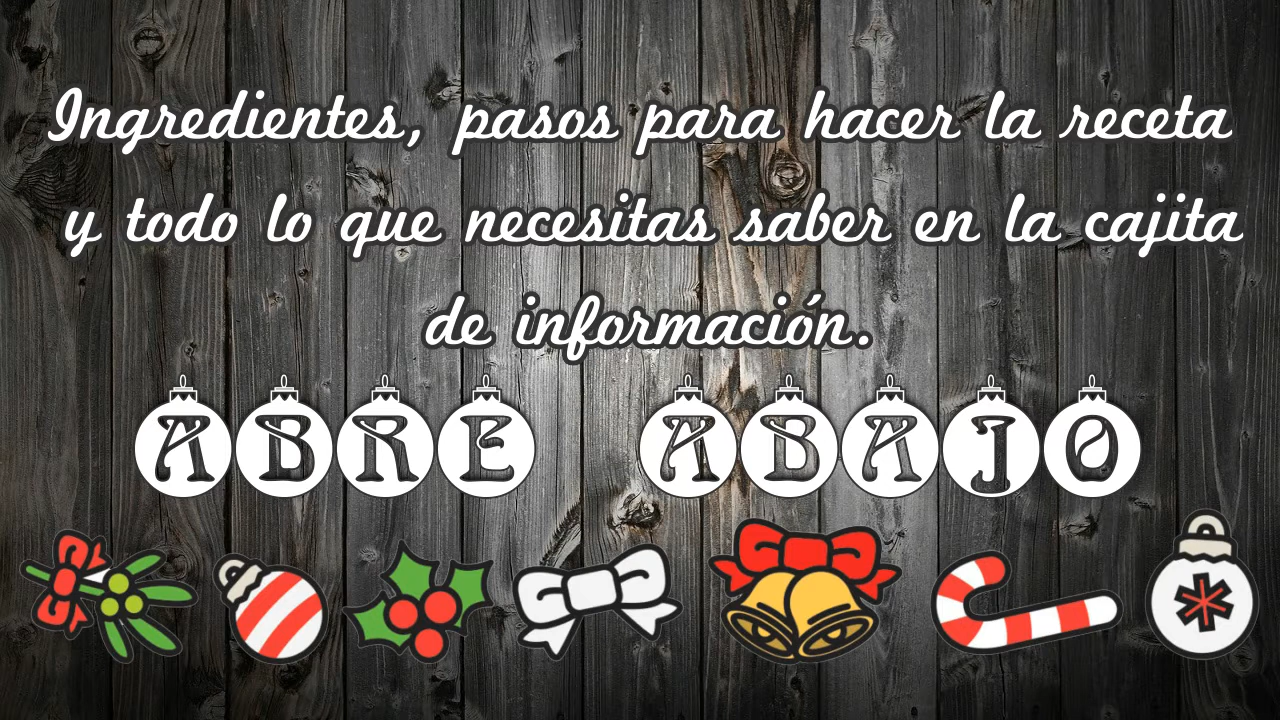 Ingredientes, pasos para hacer la receta
y todo lo que necesitas saber en la cajita
de información.
ABRE ABAJO